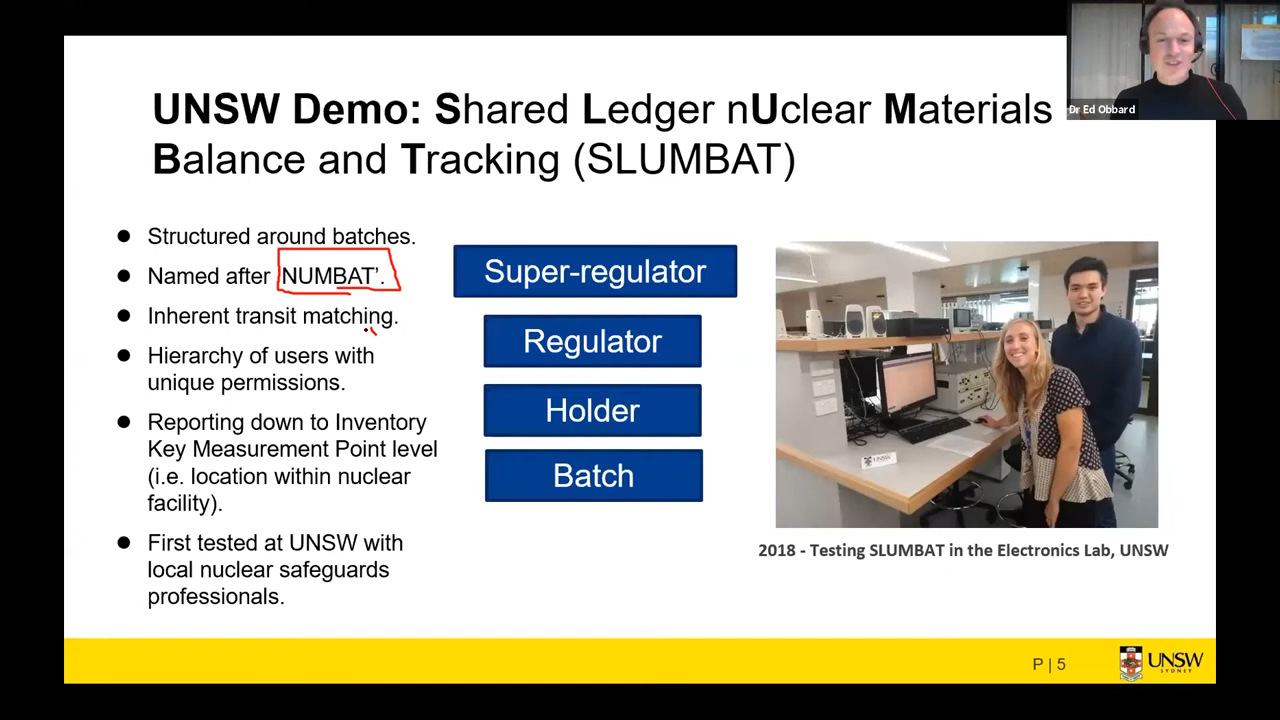 Dr Ed Obbard
UNSW Demo: Shared Ledger nUclear Materials
Balance and Tracking (SLUMBAT)
● Structured around batches.
● Named after NUMBAT’.
● Inherent transit matching.
● Hierarchy of users with
unique permissions.
● Reporting down to Inventory
Key Measurement Point level
(i.e. location within nuclear
facility).
● First tested at UNSW with
local nuclear safeguards
professionals.
Super-regulator
Regulator
Holder
Batch
UNSW
2018 - Testing SLUMBAT in the Electronics Lab, UNSW
P | 5
UNSW
SYDNEY